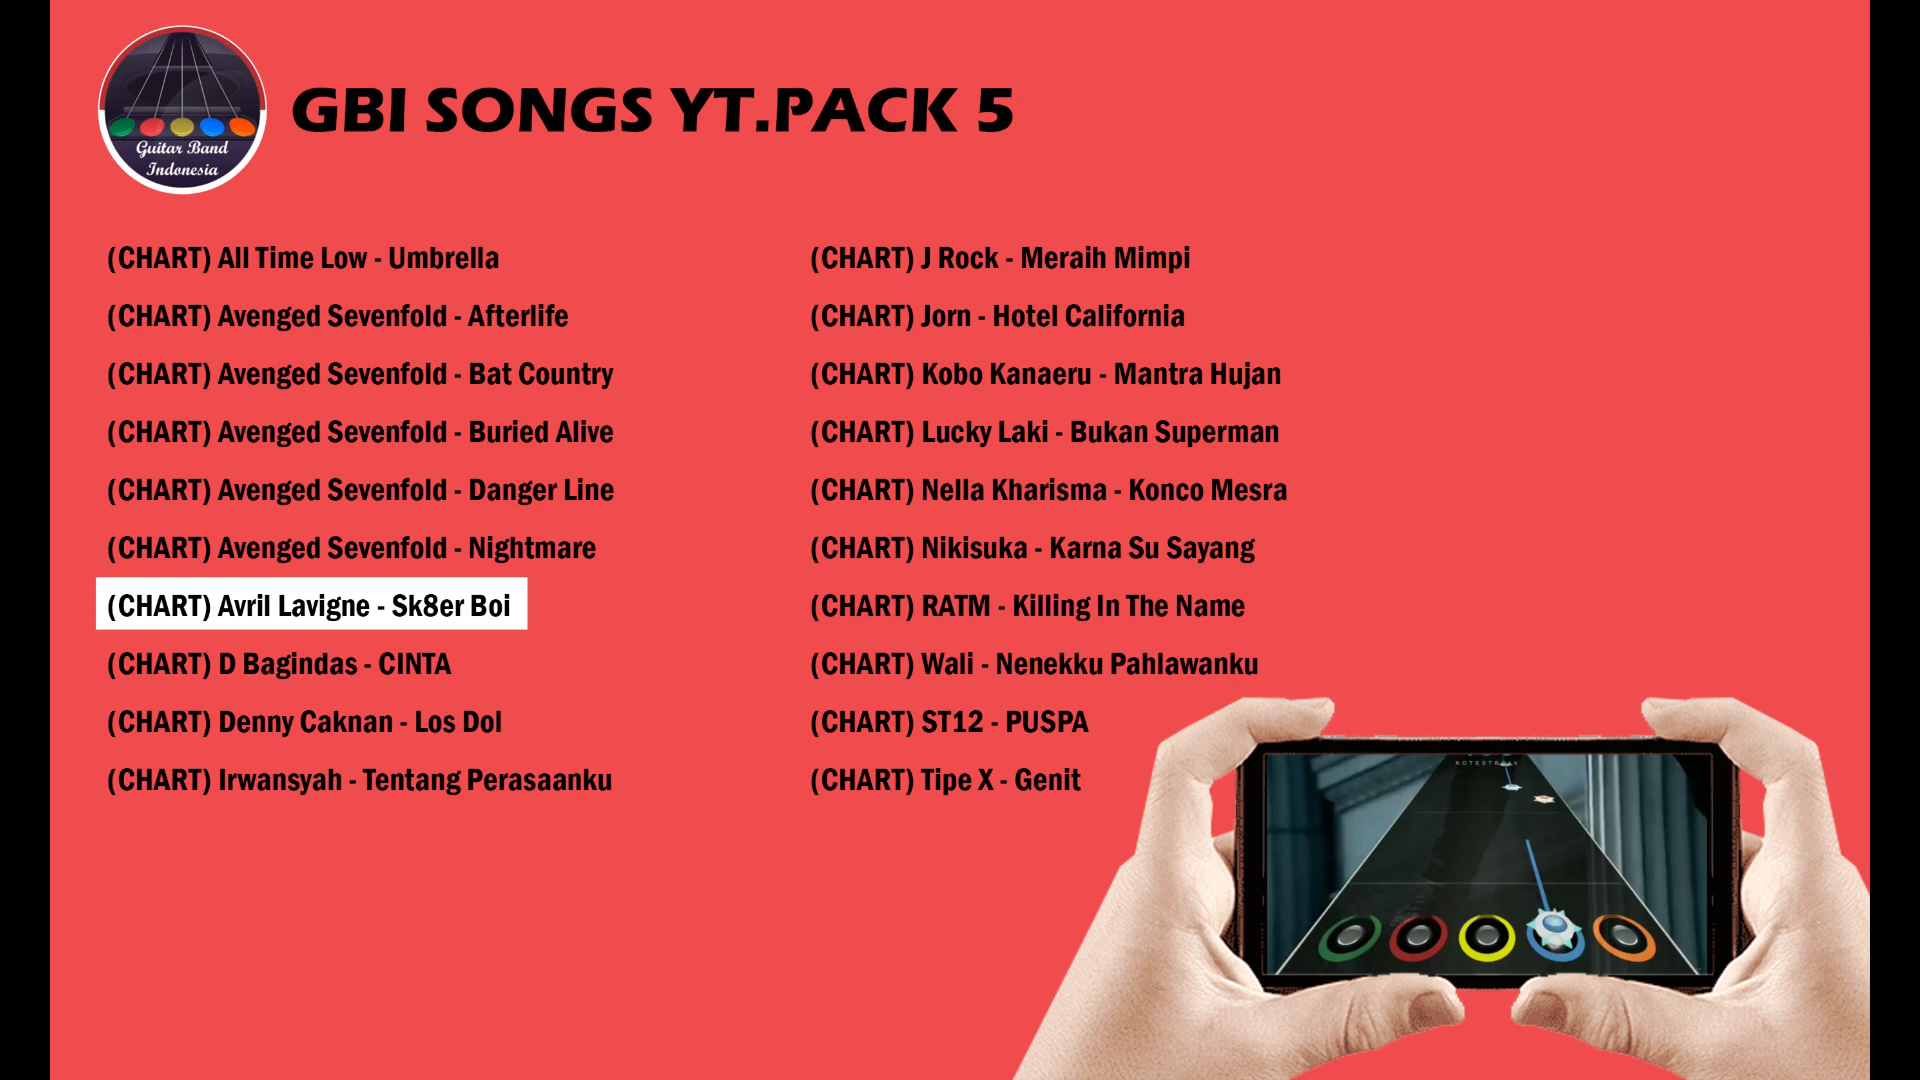 Guitar Band
Indonesia
GBI SONGS YT.PACK 5
(CHART) All Time Low - Umbrella
(CHART) Avenged Sevenfold - Afterlife
(CHART) Avenged Sevenfold - Bat Country
(CHART) Avenged Sevenfold - Buried Alive
(CHART) Avenged Sevenfold - Danger Line
(CHART) Avenged Sevenfold - Nightmare
(CHART) Avril Lavigne - Sk8er Boi
(CHART) D Bagindas - CINTA
(CHART) Denny Caknan - Los Dol
(CHART) Irwansyah - Tentang Perasaanku
(CHART) J Rock - Meraih Mimpi
(CHART) Jorn - Hotel California
(CHART) Kobo Kanaeru - Mantra Hujan
(CHART) Lucky Laki - Bukan Superman
(CHART) Nella Kharisma - Konco Mesra
(CHART) Nikisuka - Karna Su Sayang
(CHART) RATM - Killing In The Name
(CHART) Wali - Nenekku Pahlawanku
(CHART) ST12 - PUSPA
(CHART) Tipe X - Genit